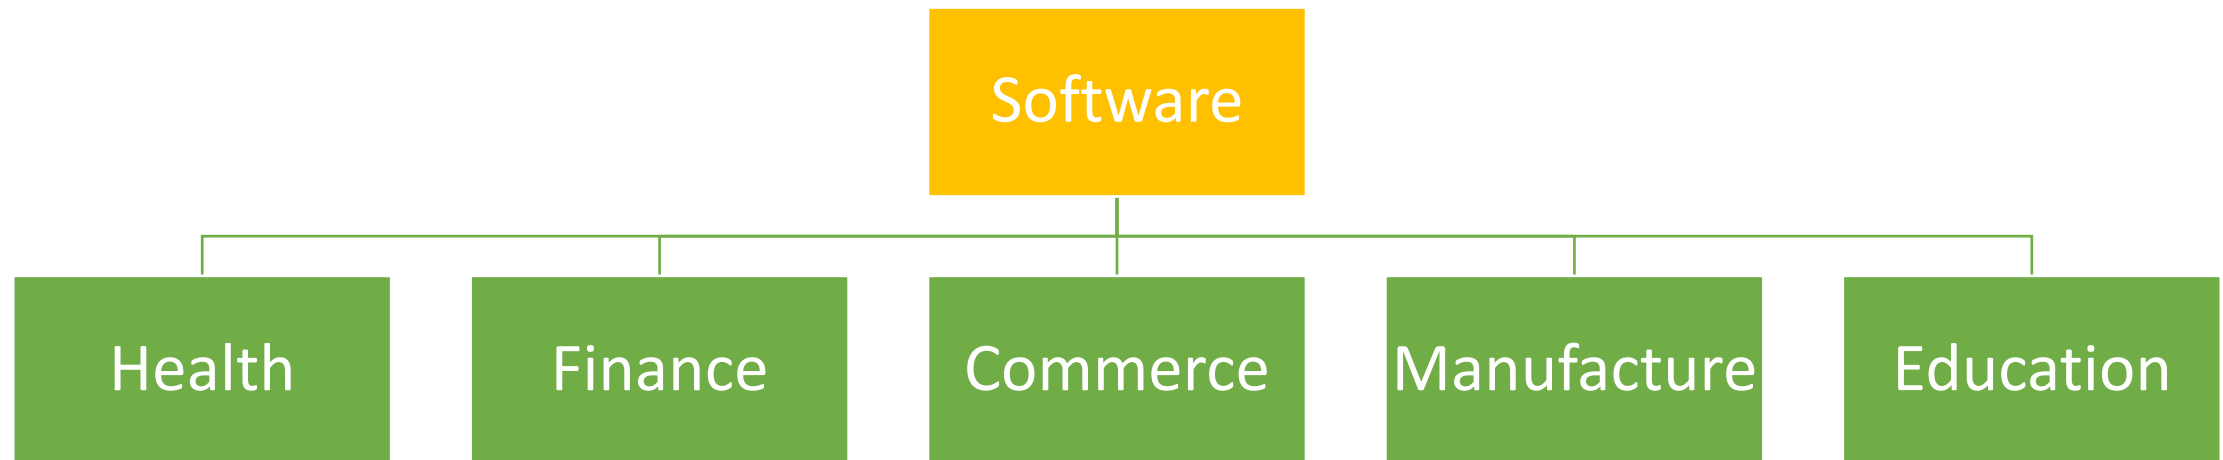 Software
Health
Finance
Commerce
Manufacture
Education